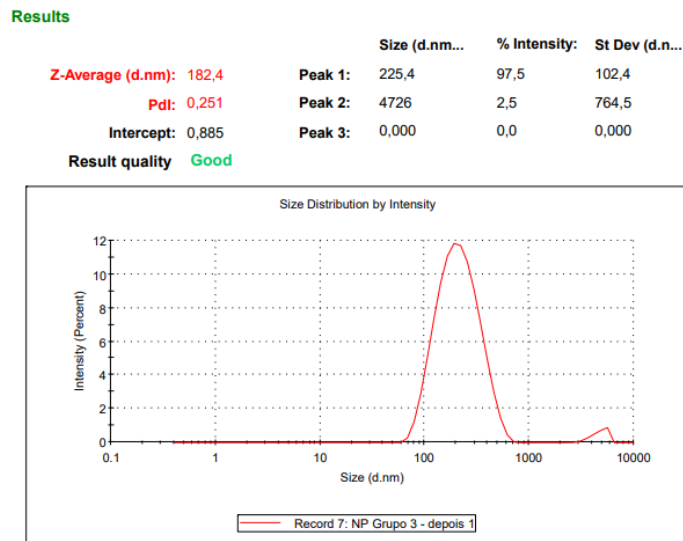 Results
Size (d.nm... % Intensity: St Dev (d.n...
Z-Average (d.nm): 182,4 Peak 1: 225,4 97,5 102,4
PdI: 0,251 Peak 2: 4726 2,5 764,5
Intercept: 0,885 Peak 3: 0,000 0,0 0,000
Result quality Good
Size Distribution by Intensity
Intensity (Percent)
12
10
8
6
4
2
0
0.1 1 10 100 1000 10000
Size (d.nm)
Record 7: NP Grupo 3 - depois 1